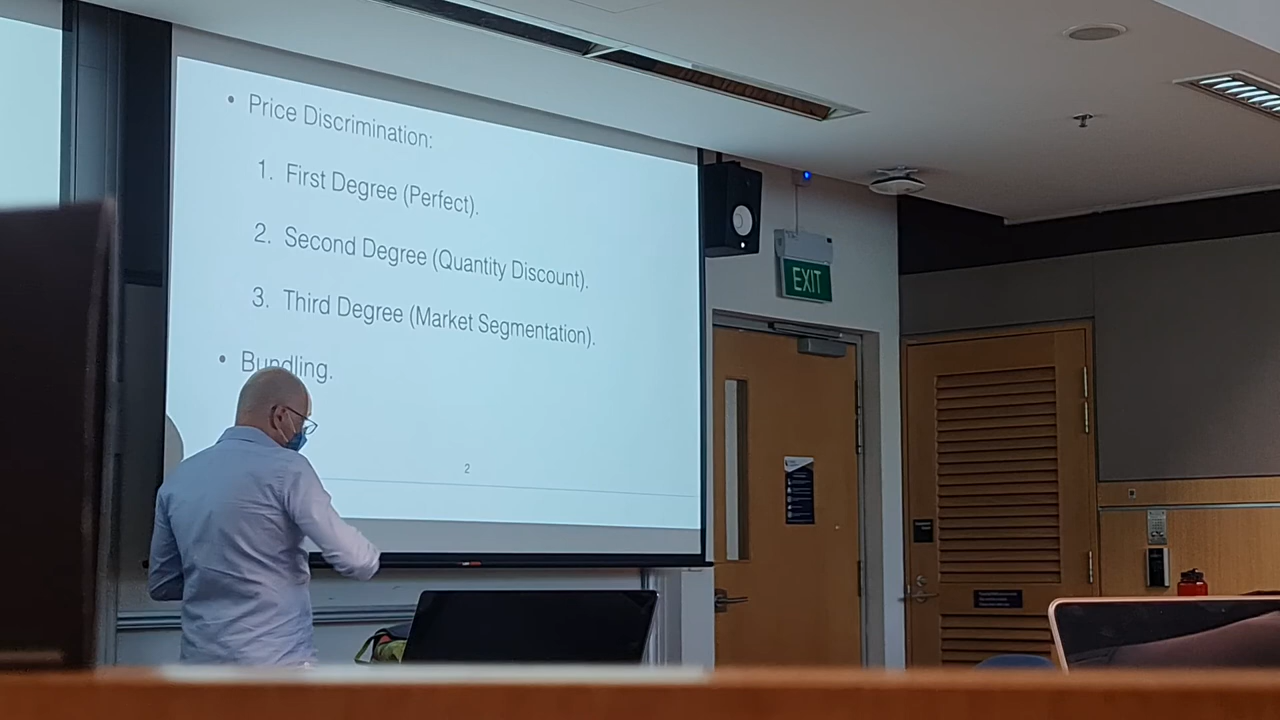 • Price Discrimination:
1. First Degree (Perfect).
2. Second Degree (Quantity Discount).
3. Third Degree (Market Segmentation).
• Bundling.
2
EXIT